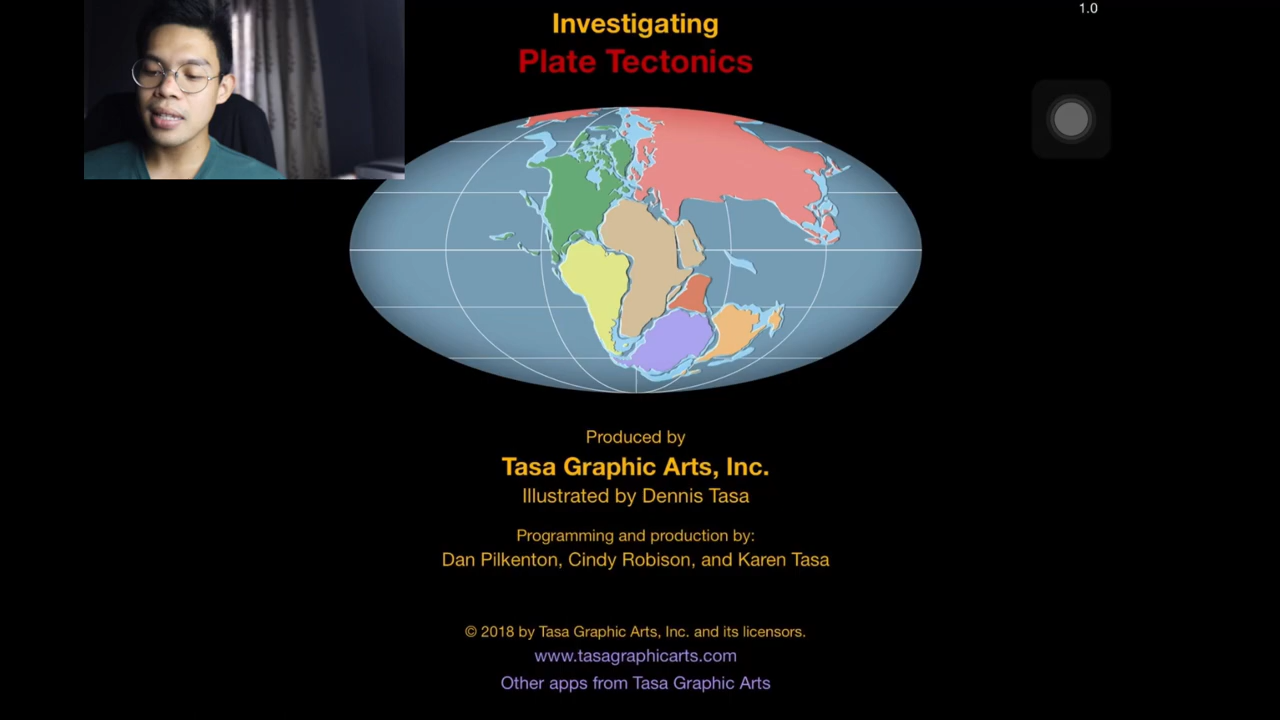 1.0
Investigating
Plate Tectonics
Produced by
Tasa Graphic Arts, Inc.
Illustrated by Dennis Tasa
Programming and production by:
Dan Pilkenton, Cindy Robison, and Karen Tasa
© 2018 by Tasa Graphic Arts, Inc. and its licensors.
www.tasagraphicarts.com
Other apps from Tasa Graphic Arts